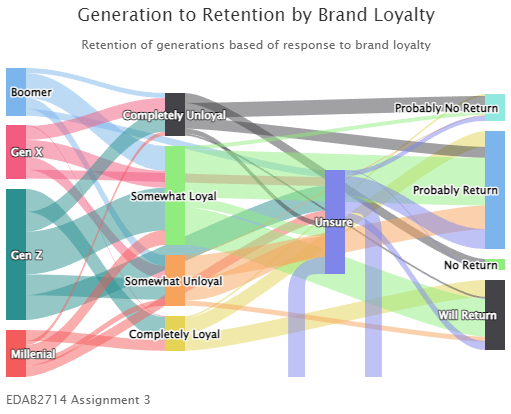 Generation to Retention by Brand Loyalty
Retention of generations based of response to brand loyalty
Boomer
Gen X
Gen Z
Millenial
Completely Unloyal
Somewhat Loyal
Somewhat Unloyal
Completely Loyal
Unsure
Probably No Return
Probably Return
No Return
Will Return
EDAB2714 Assignment 3